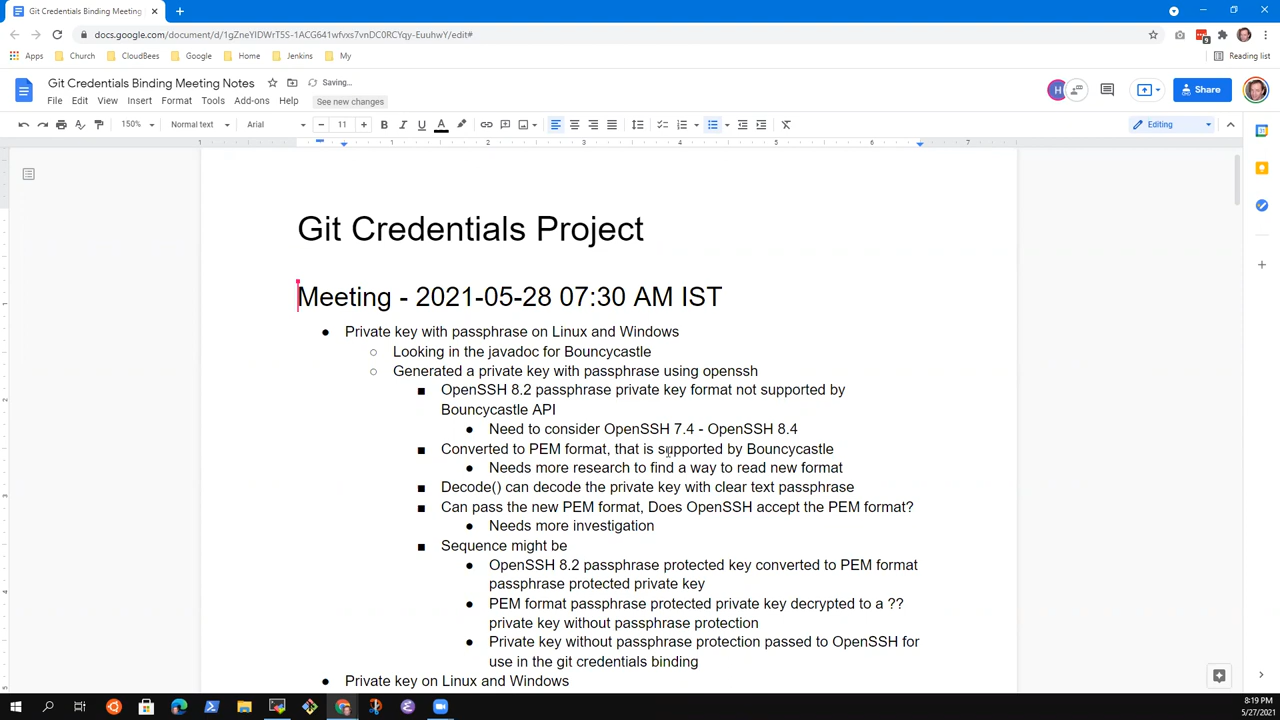 Git Credentials Binding Meeting
docs.google.com/document/d/1gZneYIDWrTSS-1ACG641wfvxs7vnDC0RCYqy-EuuhwY/edit#
Apps Church CloudBees Google Home Jenkins My Reading list
Git Credentials Binding Meeting Notes Saving...
File Edit View Insert Format Tools Add-ons Help See new changes
H Share
150% Normal text Arial 11 Editing
1 1 2 3 4 5 6 7
Git Credentials Project
Meeting - 2021-05-28 07:30 AM IST
● Private key with passphrase on Linux and Windows
○ Looking in the javadoc for Bouncycastle
○ Generated a private key with passphrase using openssh
■ OpenSSH 8.2 passphrase private key format not supported by
Bouncycastle API
● Need to consider OpenSSH 7.4 - OpenSSH 8.4
■ Converted to PEM format, that is supported by Bouncycastle
● Needs more research to find a way to read new format
■ Decode() can decode the private key with clear text passphrase
■ Can pass the new PEM format, Does OpenSSH accept the PEM format?
● Needs more investigation
■ Sequence might be
● OpenSSH 8.2 passphrase protected key converted to PEM format
passphrase protected private key
● PEM format passphrase protected private key decrypted to a ??
private key without passphrase protection
● Private key without passphrase protection passed to OpenSSH for
use in the git credentials binding
● Private key on Linux and Windows
8:19 PM
5/27/2021